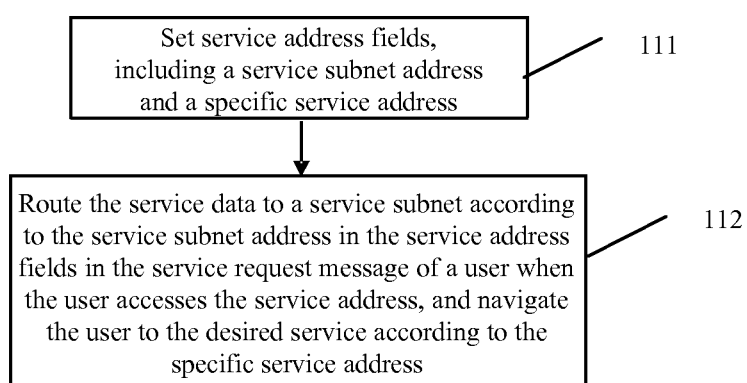 Set service address fields,
including a service subnet address
and a specific service address
111
Route the service data to a service subnet according
to the service subnet address in the service address
fields in the service request message of a user when
the user accesses the service address, and navigate
the user to the desired service according to the
specific service address
112